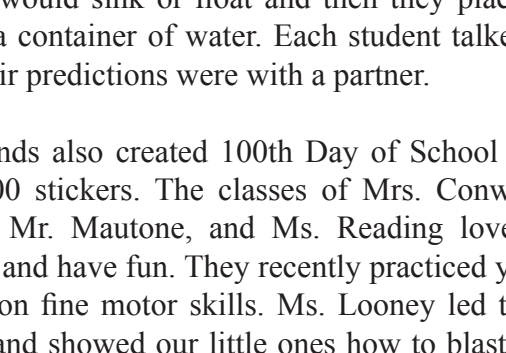 would sink or float and then they plac
a container of water. Each student talke
ir predictions were with a partner.
nds also created 100th Day of School
00 stickers. The classes of Mrs. Conw
Mr. Mautone, and Ms. Reading love
and have fun. They recently practiced y
on fine motor skills. Ms. Looney led t
and showed our little ones how to blast